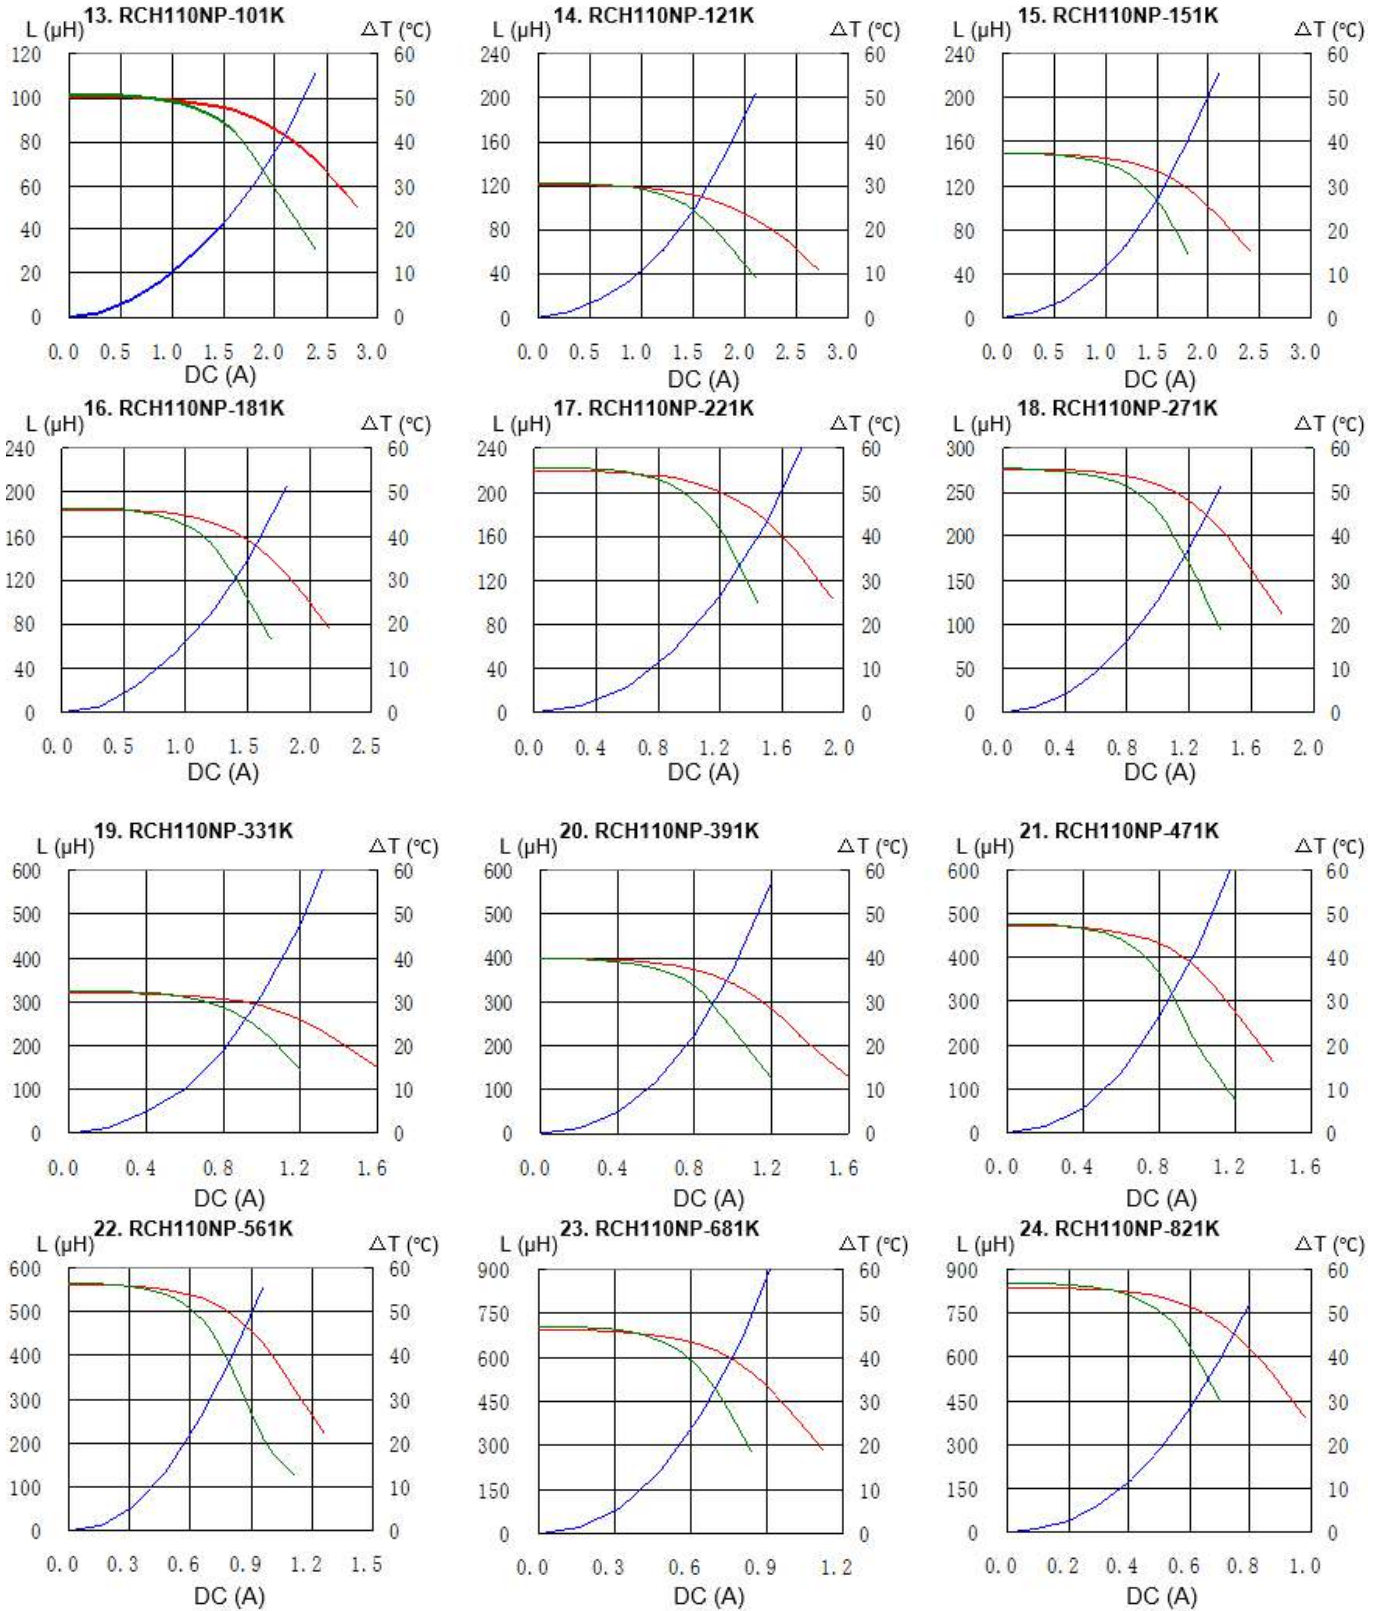 13. RCH110NP-101K
L (µH) △T (℃)
120 60
100 50
80 40
60 30
40 20
20 10
0 0
0.0 0.5 1.0 1.5 2.0 2.5 3.0
DC (A)
14. RCH110NP-121K
L (µH) △T (℃)
240 60
200 50
160 40
120 30
80 20
40 10
0 0
0.0 0.5 1.0 1.5 2.0 2.5 3.0
DC (A)
15. RCH110NP-151K
L (µH) △T (℃)
240 60
200 50
160 40
120 30
80 20
40 10
0 0
0.0 0.5 1.0 1.5 2.0 2.5 3.0
DC (A)
16. RCH110NP-181K
L (µH) △T (℃)
240 60
200 50
160 40
120 30
80 20
40 10
0 0
0.0 0.5 1.0 1.5 2.0 2.5
DC (A)
17. RCH110NP-221K
L (µH) △T (℃)
240 60
200 50
160 40
120 30
80 20
40 10
0 0
0.0 0.4 0.8 1.2 1.6 2.0
DC (A)
18. RCH110NP-271K
L (µH) △T (℃)
300 60
250 50
200 40
150 30
100 20
50 10
0 0
0.0 0.4 0.8 1.2 1.6 2.0
DC (A)
19. RCH110NP-331K
L (µH) △T (℃)
600 60
500 50
400 40
300 30
200 20
100 10
0 0
0.0 0.4 0.8 1.2 1.6
DC (A)
20. RCH110NP-391K
L (µH) △T (℃)
600 60
500 50
400 40
300 30
200 20
100 10
0 0
0.0 0.4 0.8 1.2 1.6
DC (A)
21. RCH110NP-471K
L (µH) △T (℃)
600 60
500 50
400 40
300 30
200 20
100 10
0 0
0.0 0.4 0.8 1.2 1.6
DC (A)
22. RCH110NP-561K
L (µH) △T (℃)
600 60
500 50
400 40
300 30
200 20
100 10
0 0
0.0 0.3 0.6 0.9 1.2 1.5
DC (A)
23. RCH110NP-681K
L (µH) △T (℃)
900 60
750 50
600 40
450 30
300 20
150 10
0 0
0.0 0.3 0.6 0.9 1.2
DC (A)
24. RCH110NP-821K
L (µH) △T (℃)
900 60
750 50
600 40
450 30
300 20
150 10
0 0
0.0 0.2 0.4 0.6 0.8 1.0
DC (A)